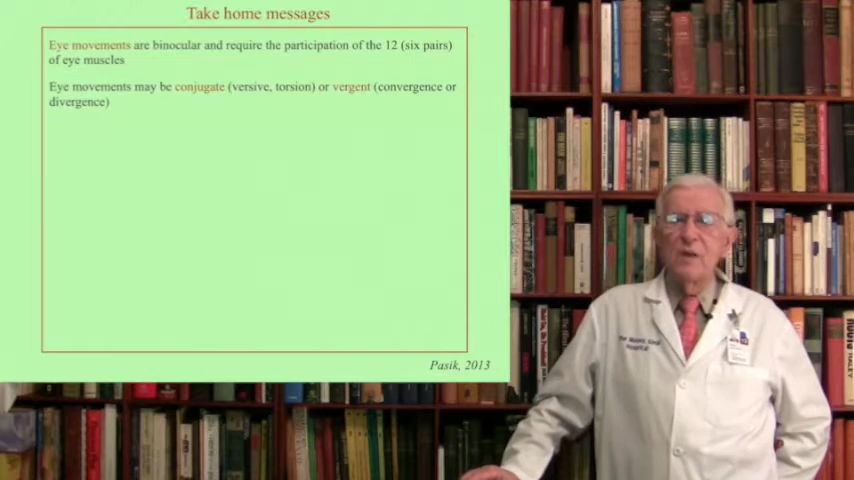 Take home messages
Eye movements are binocular and require the participation of the 12 (six pairs)
of eye muscles
Eye movements may be conjugate (versive, torsion) or vergent (convergence or
divergence)
Pasik, 2013
Hospital